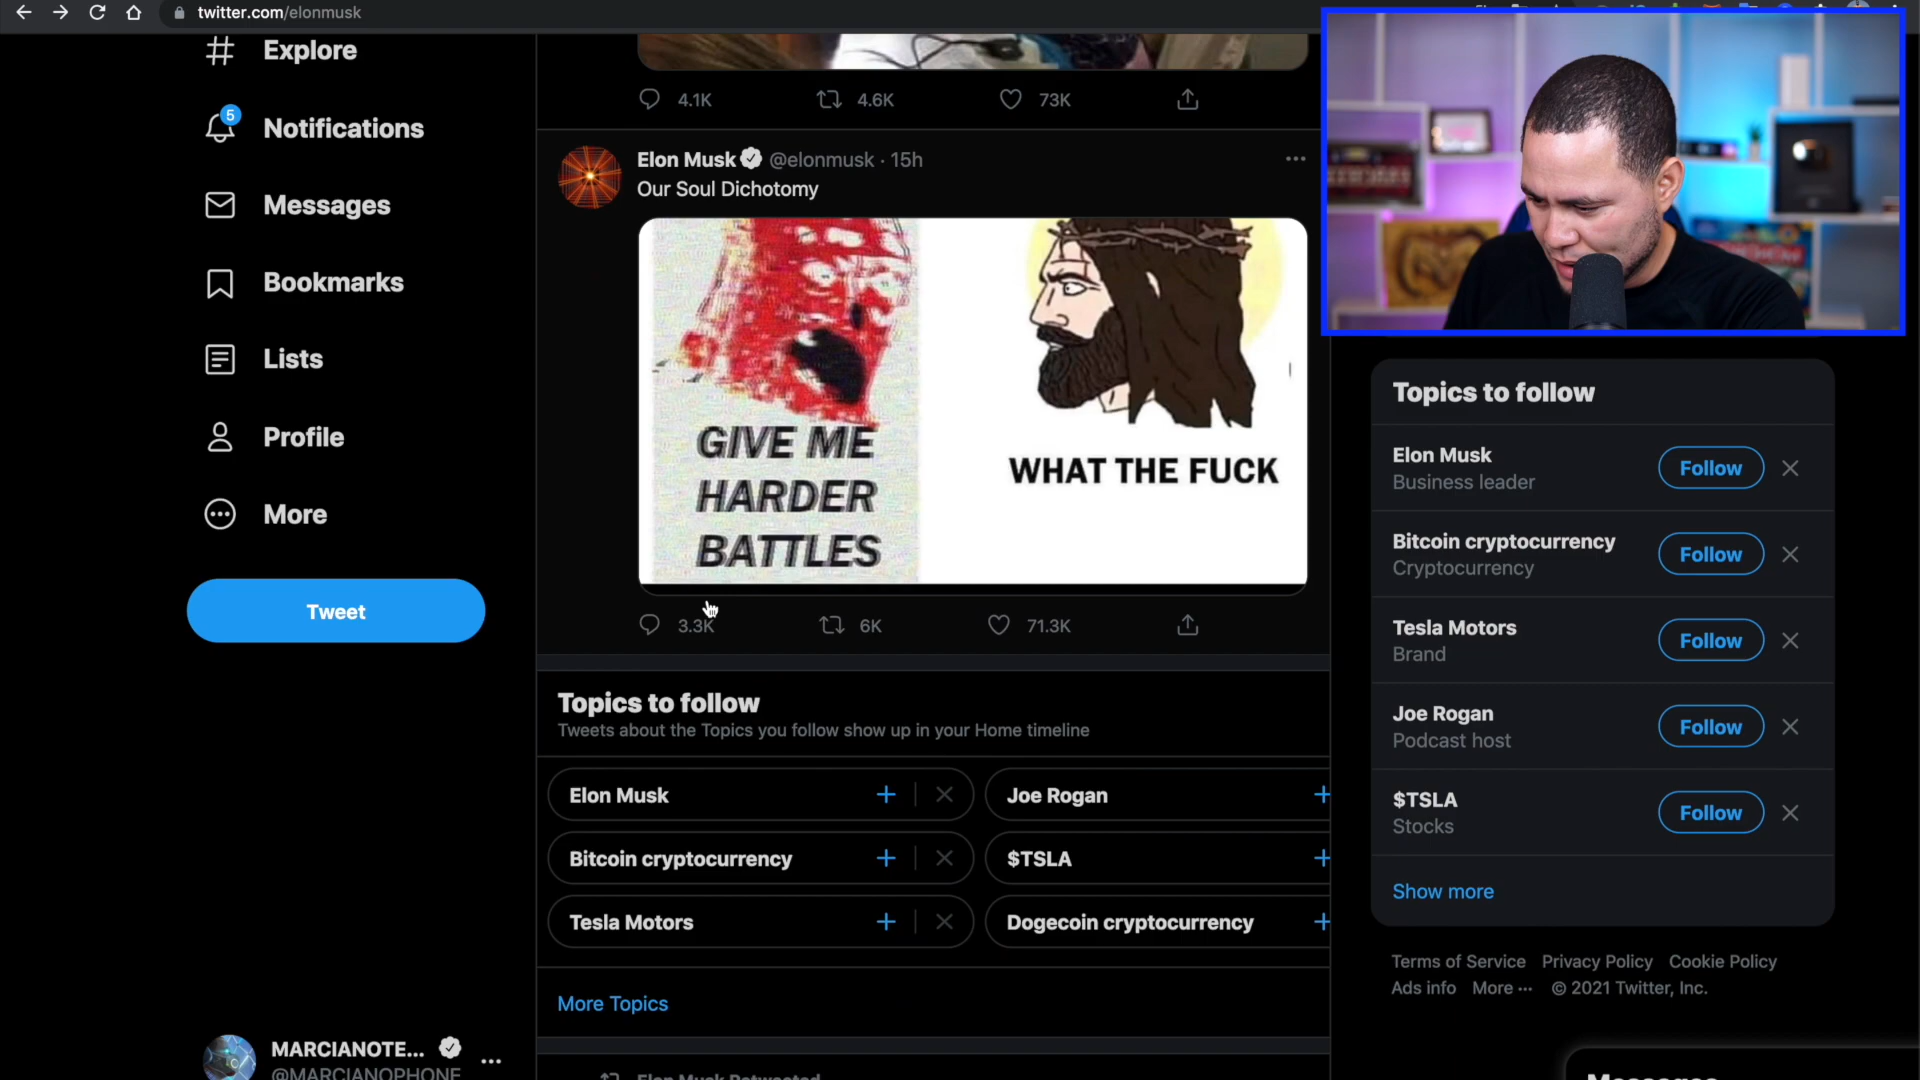 twitter.com/elonmusk
Explore
5
Notifications
Messages
Bookmarks
Lists
Profile
More
Tweet
MARCIANOTE...
@MARCIANOPHONE
4.1K 4.6K 73K
Elon Musk @elonmusk · 15h
Our Soul Dichotomy
GIVE ME
HARDER
BATTLES
WHAT THE FUCK
3.3K 6K 71.3K
Topics to follow
Tweets about the Topics you follow show up in your Home timeline
Elon Musk
Joe Rogan
Bitcoin cryptocurrency
$TSLA
Tesla Motors
Dogecoin cryptocurrency
More Topics
Elon Musk Retweeted
Topics to follow
Elon Musk
Business leader
Follow
Bitcoin cryptocurrency
Cryptocurrency
Follow
Tesla Motors
Brand
Follow
Joe Rogan
Podcast host
Follow
$TSLA
Stocks
Follow
Show more
Terms of Service Privacy Policy Cookie Policy
Ads info More ··· © 2021 Twitter, Inc.
Messages